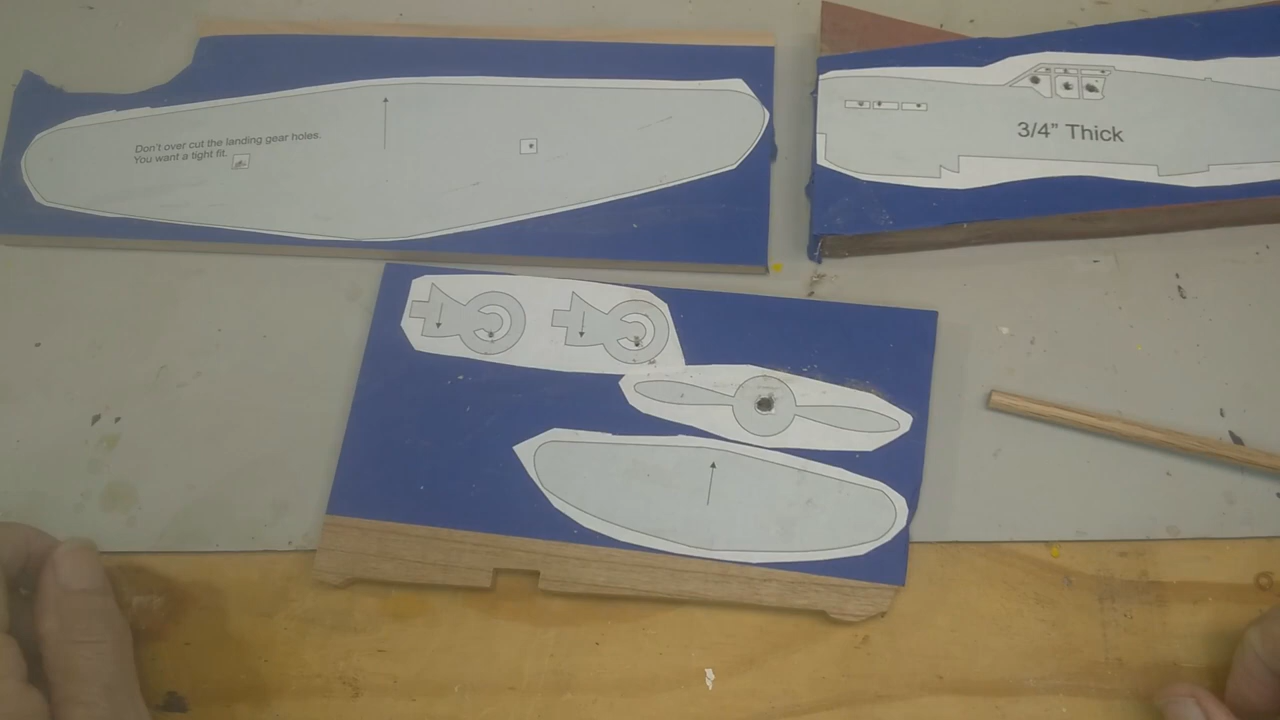 Don't over cut the landing gear holes.
You want a tight fit.
3/4” Thick